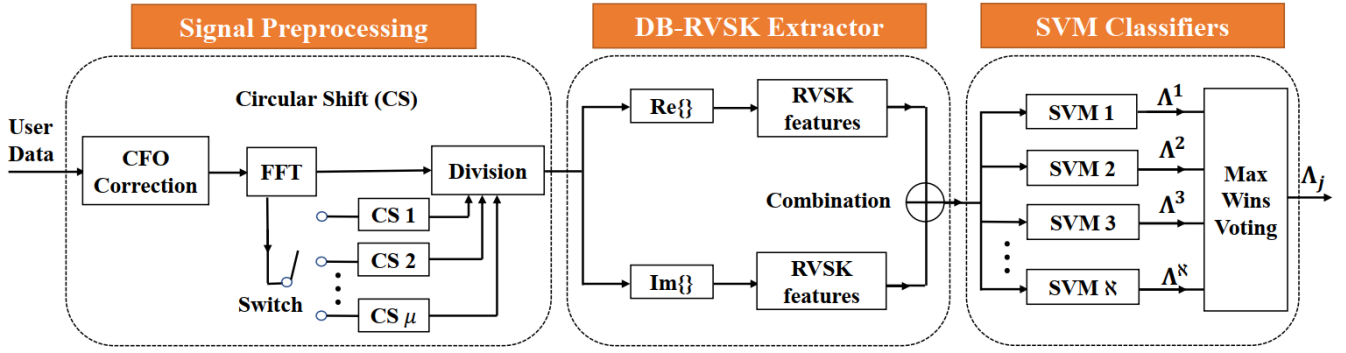 Signal Preprocessing
DB-RVSK Extractor
SVM Classifiers
Circular Shift (CS)
User
Data
CFO
Correction
FFT
Division
CS 1
CS 2
CS μ
Switch
Re{}
RVSK
features
Combination
Im{}
RVSK
features
SVM 1
SVM 2
SVM 3
SVM ℵ
Λ¹
Λ²
Λ³
Λ^ℵ
Max
Wins
Voting
Λ_j